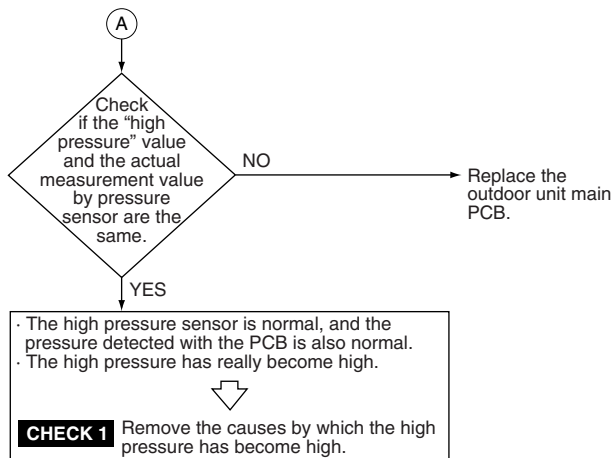 A
Check
if the “high
pressure” value
and the actual
measurement value
by pressure
sensor are the
same.
NO
Replace the
outdoor unit main
PCB.
YES
· The high pressure sensor is normal, and the
pressure detected with the PCB is also normal.
· The high pressure has really become high.
CHECK 1 Remove the causes by which the high
pressure has become high.